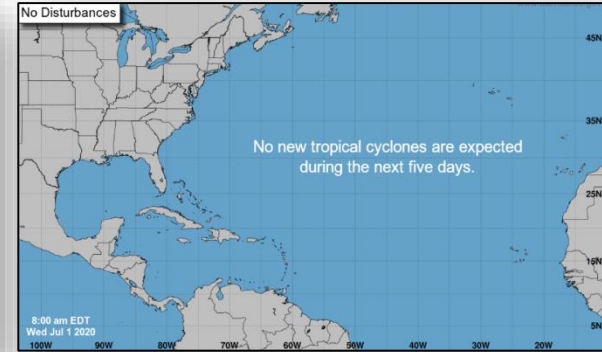 No Disturbances
45N
35N
No new tropical cyclones are expected
during the next five days.
25N
15N
8:00 am EDT
Wed Jul 1 2020
5N
100W 90W 80W 70W 60W 50W 40W 30W 20W